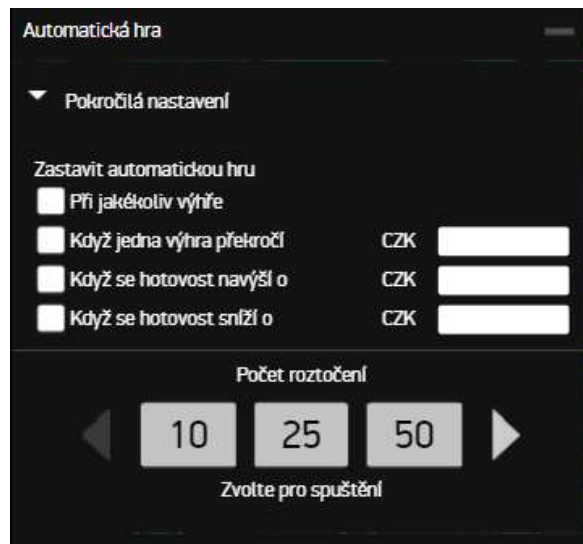 Automatická hra
Pokročilá nastavení
Zastavit automatickou hru
Při jakékoliv výhře
Když jedna výhra překročí CZK
Když se hotovost navýší o CZK
Když se hotovost sníží o CZK
Počet roztočení
10 25 50
Zvolte pro spuštění